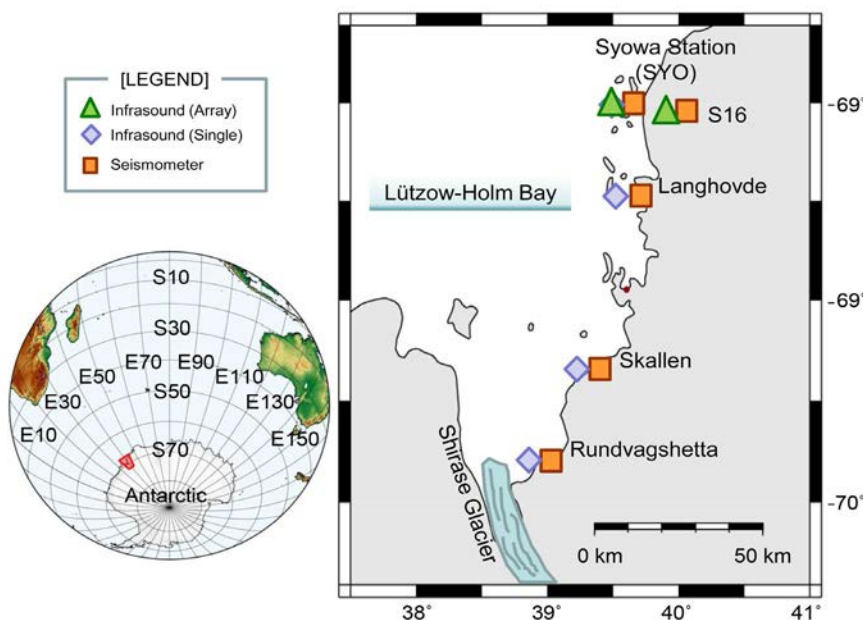 [LEGEND]
Infrasound (Array)
Infrasound (Single)
Seismometer
S10
S30
E70 E90
E50 E110
S50
E30 E130
E10 E150
S70
Antarctic
Syowa Station
(SYO)
S16
Langhovde
Lützow-Holm Bay
Skallen
Rundvagshetta
Shirase Glacier
0 km 50 km
-69
-69
-70
38° 39° 40° 41°